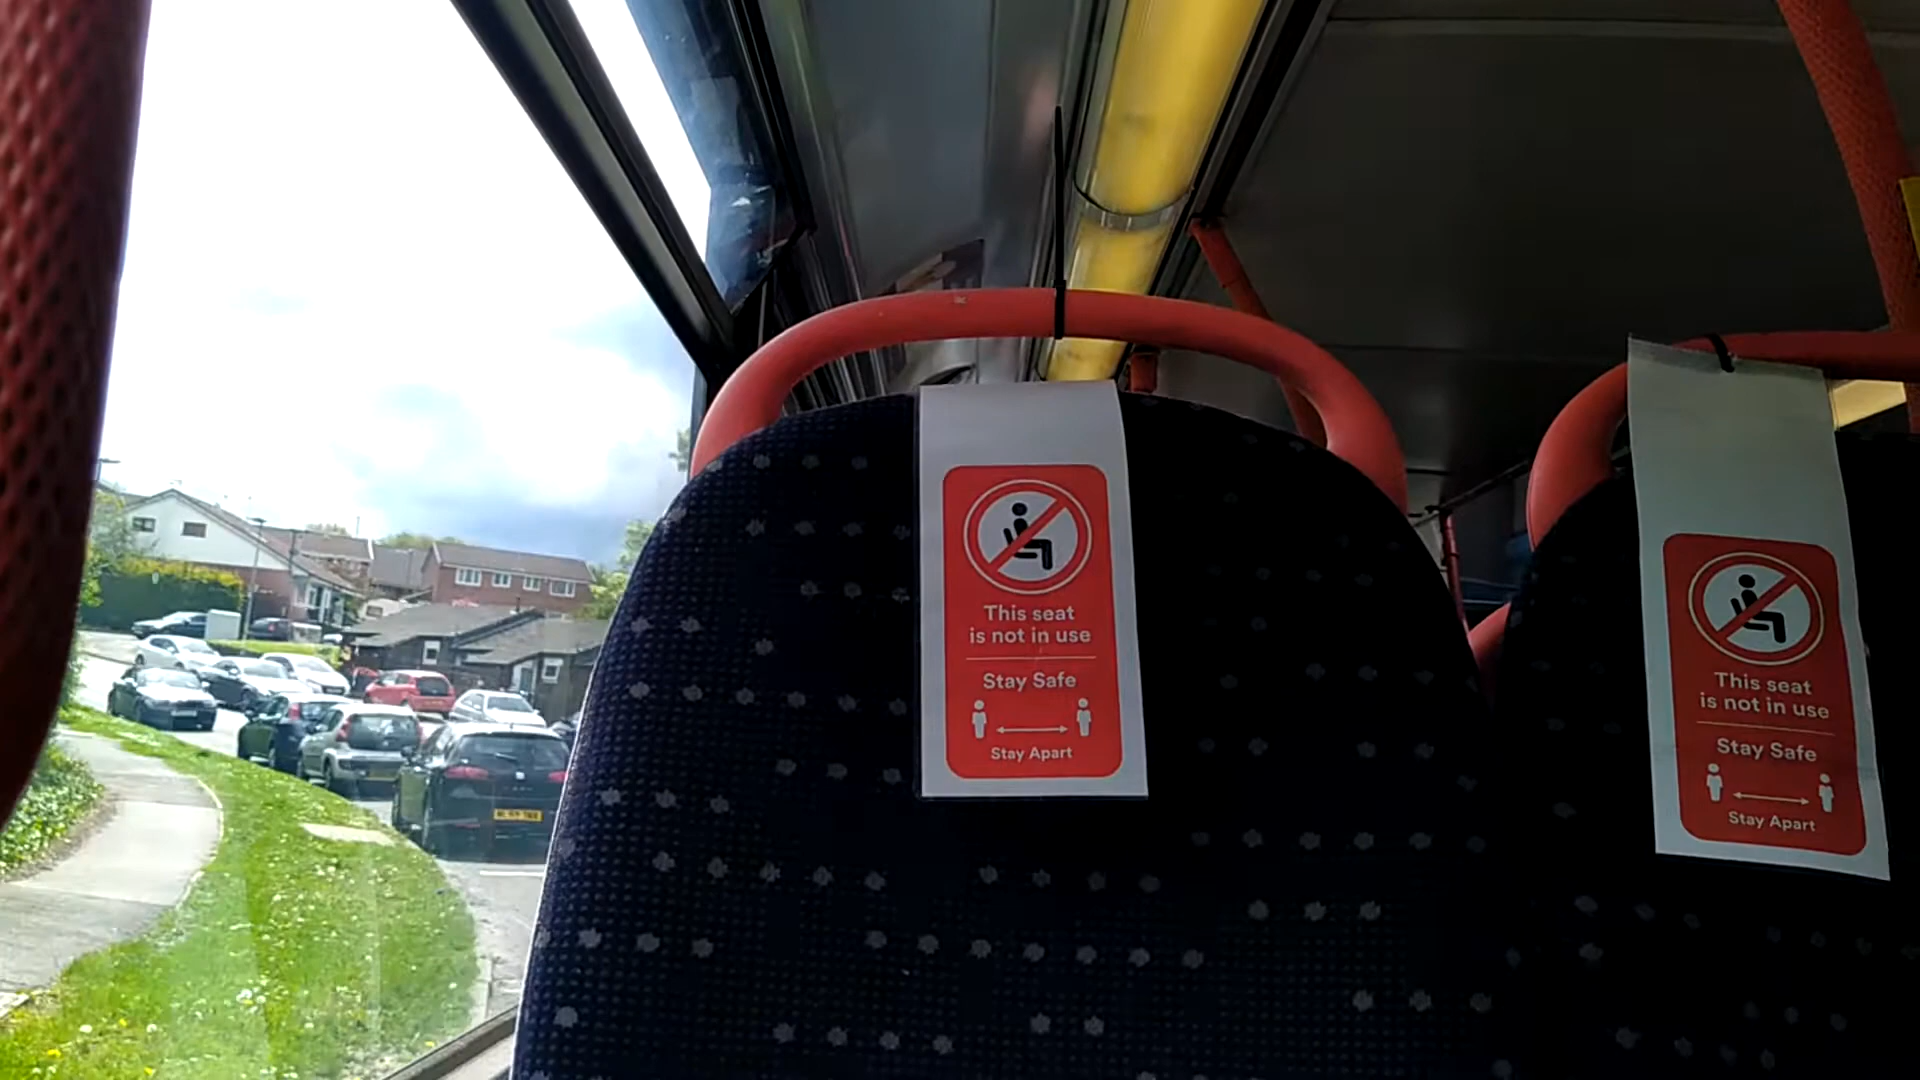 This seat
is not in use
Stay Safe
Stay Apart
This seat
is not in use
Stay Safe
Stay Apart